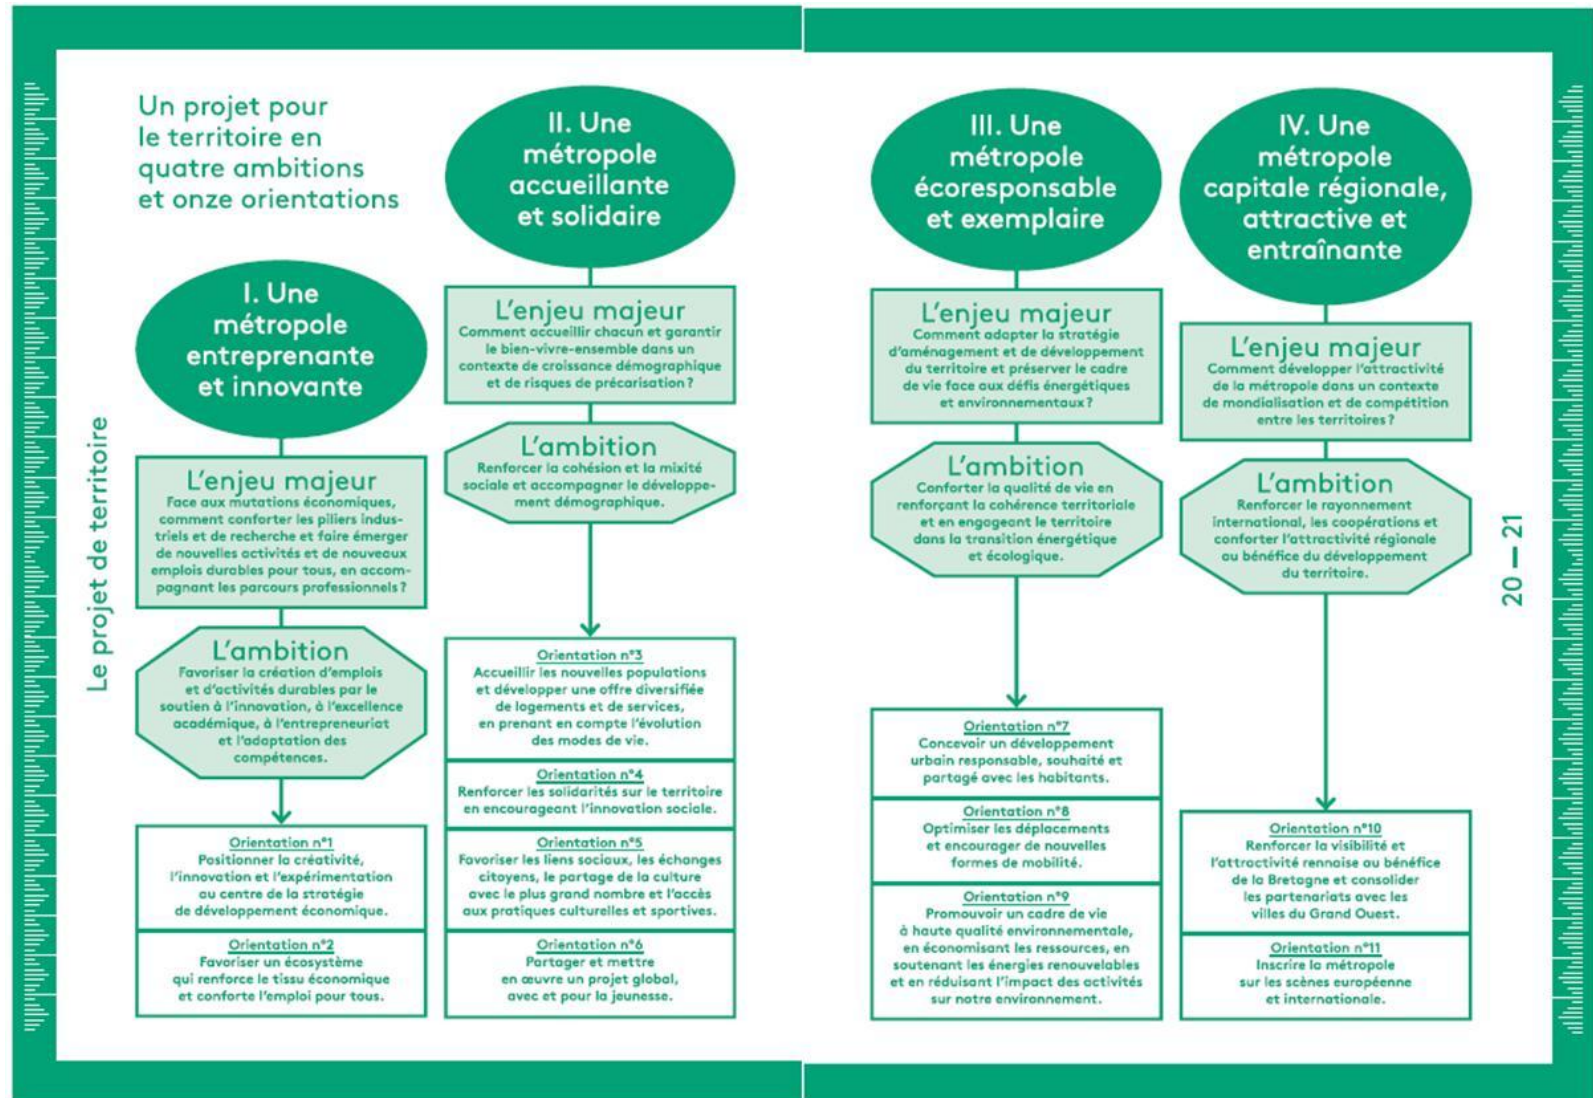 Un projet pour
le territoire en
quatre ambitions
et onze orientations
Le projet de territoire
I. Une
métropole
entreprenante
et innovante
L'enjeu majeur
Face aux mutations économiques,
comment conforter les piliers indus-
triels et de recherche et faire émerger
de nouvelles activités et de nouveaux
emplois durables pour tous, en accom-
pagnant les parcours professionnels ?
L'ambition
Favoriser la création d'emplois
et d'activités durables par le
soutien à l'innovation, à l'excellence
académique, à l'entrepreneuriat
et l'adaptation des
compétences.
Orientation n°1
Positionner la créativité,
l'innovation et l'expérimentation
au centre de la stratégie
de développement économique.
Orientation n°2
Favoriser un écosystème
qui renforce le tissu économique
et conforte l'emploi pour tous.
II. Une
métropole
accueillante
et solidaire
L'enjeu majeur
Comment accueillir chacun et garantir
le bien-vivre-ensemble dans un
contexte de croissance démographique
et de risques de précarisation ?
L'ambition
Renforcer la cohésion et la mixité
sociale et accompagner le développe-
ment démographique.
Orientation n°3
Accueillir les nouvelles populations
et développer une offre diversifiée
de logements et de services,
en prenant en compte l'évolution
des modes de vie.
Orientation n°4
Renforcer les solidarités sur le territoire
en encourageant l'innovation sociale.
Orientation n°5
Favoriser les liens sociaux, les échanges
citoyens, le partage de la culture
avec le plus grand nombre et l'accès
aux pratiques culturelles et sportives.
Orientation n°6
Partager et mettre
en œuvre un projet global,
avec et pour la jeunesse.
III. Une
métropole
écoresponsable
et exemplaire
L'enjeu majeur
Comment adapter la stratégie
d'aménagement et de développement
du territoire et préserver le cadre
de vie face aux défis énergétiques
et environnementaux ?
L'ambition
Conforter la qualité de vie en
renforçant la cohérence territoriale
et en engageant le territoire
dans la transition énergétique
et écologique.
Orientation n°7
Concevoir un développement
urbain responsable, souhaité et
partagé avec les habitants.
Orientation n°8
Optimiser les déplacements
et encourager de nouvelles
formes de mobilité.
Orientation n°9
Promouvoir un cadre de vie
à haute qualité environnementale,
en économisant les ressources, en
soutenant les énergies renouvelables
et en réduisant l'impact des activités
sur notre environnement.
IV. Une
métropole
capitale régionale,
attractive et
entraînante
L'enjeu majeur
Comment développer l'attractivité
de la métropole dans un contexte
de mondialisation et de compétition
entre les territoires ?
L'ambition
Renforcer le rayonnement
international, les coopérations et
conforter l'attractivité régionale
au bénéfice du développement
du territoire.
Orientation n°10
Renforcer la visibilité et
l'attractivité rennaise au bénéfice
de la Bretagne et consolider
les partenariats avec les
villes du Grand Ouest.
Orientation n°11
Inscrire la métropole
sur les scènes européenne
et internationale.
20 — 21